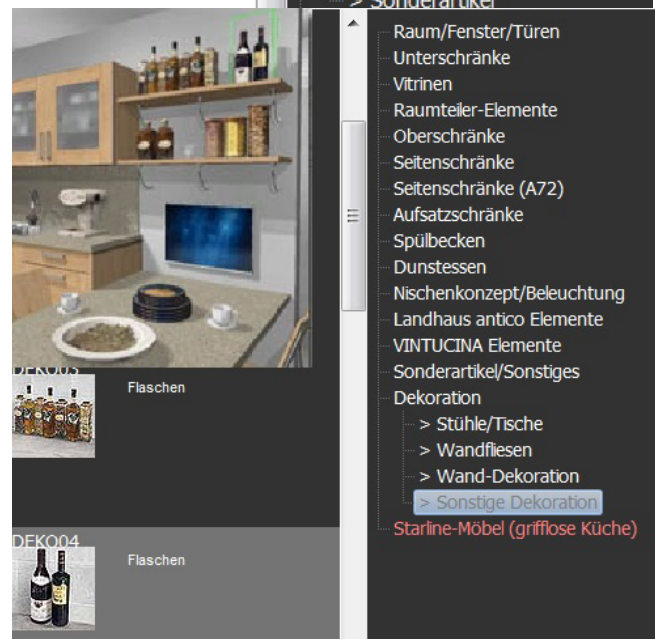 > Sonderartikel
Raum/Fenster/Türen
Unterschränke
Vitrinen
Raumteiler-Elemente
Oberschränke
Seitenschränke
Seitenschränke (A72)
Aufsatzschränke
Spülbecken
Dunstessen
Nischenkonzept/Beleuchtung
Landhaus antico Elemente
VINTUCINA Elemente
Sonderartikel/Sonstiges
Dekoration
> Stühle/Tische
> Wandfliesen
> Wand-Dekoration
> Sonstige Dekoration
Starline-Möbel (grifflose Küche)
DEKO03
Flaschen
DEKO04
Flaschen